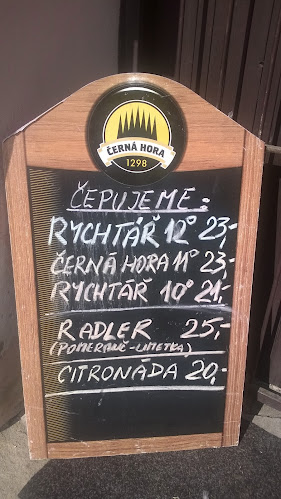 ČERNÁ HORA
1298
ČEPUJEME:
RYCHTÁŘ 12° 23,-
ČERNÁ HORA 11° 23,-
RYCHTÁŘ 10° 21,-
RADLER 25,-
(POMERANČ-LIMETKA)
CITRONÁDA 20,-